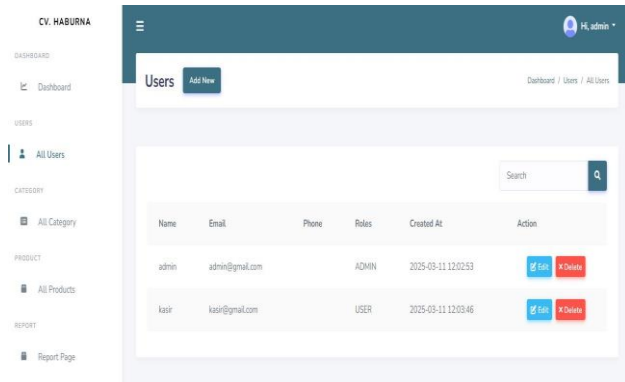 CV. HABURNA
Hi, admin
DASHBOARD
Dashboard
USERS
All Users
CATEGORY
All Category
PRODUCT
All Products
REPORT
Report Page
Users Add New Dashboard / Users / All Users
Search
Name Email Phone Roles Created At Action
admin admin@gmail.com ADMIN 2025-03-11 12:02:53 Edit Delete
kasir kasir@gmail.com USER 2025-03-11 12:03:46 Edit Delete